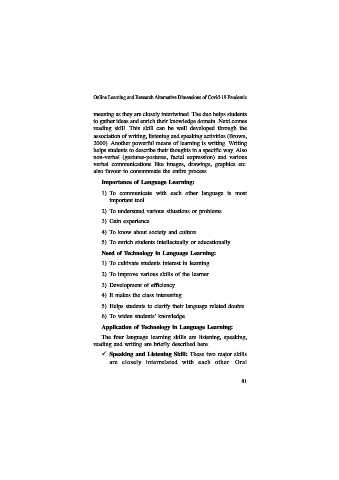 Online Learning and Research Alternative Dimensions of Covid-19 Pandemic
meaning as they are closely intertwined. The duo helps students
to gather ideas and enrich their knowledge domain. Next comes
reading skill. This skill can be well developed through the
association of writing, listening and speaking activities (Brown,
2000). Another powerful means of learning is writing. Writing
helps students to describe their thoughts in a specific way. Also
non-verbal (gestures-postures, facial expression) and various
verbal communications like images, drawings, graphics etc.
also favour to consummate the entire process.
Importance of Language Learning:
1) To communicate with each other language is most
important tool
2) To understand various situations or problems
3) Gain experience
4) To know about society and culture
5) To enrich students intellectually or educationally
Need of Technology in Language Learning:
1) To cultivate students interest in learning
2) To improve various skills of the learner
3) Development of efficiency
4) It makes the class interesting
5) Helps students to clarify their language related doubts
6) To widen students' knowledge
Application of Technology in Language Learning:
The four language learning skills are listening, speaking,
reading and writing are briefly described here
✓ Speaking and Listening Skill: These two major skills
are closely interrelated with each other. Oral
81